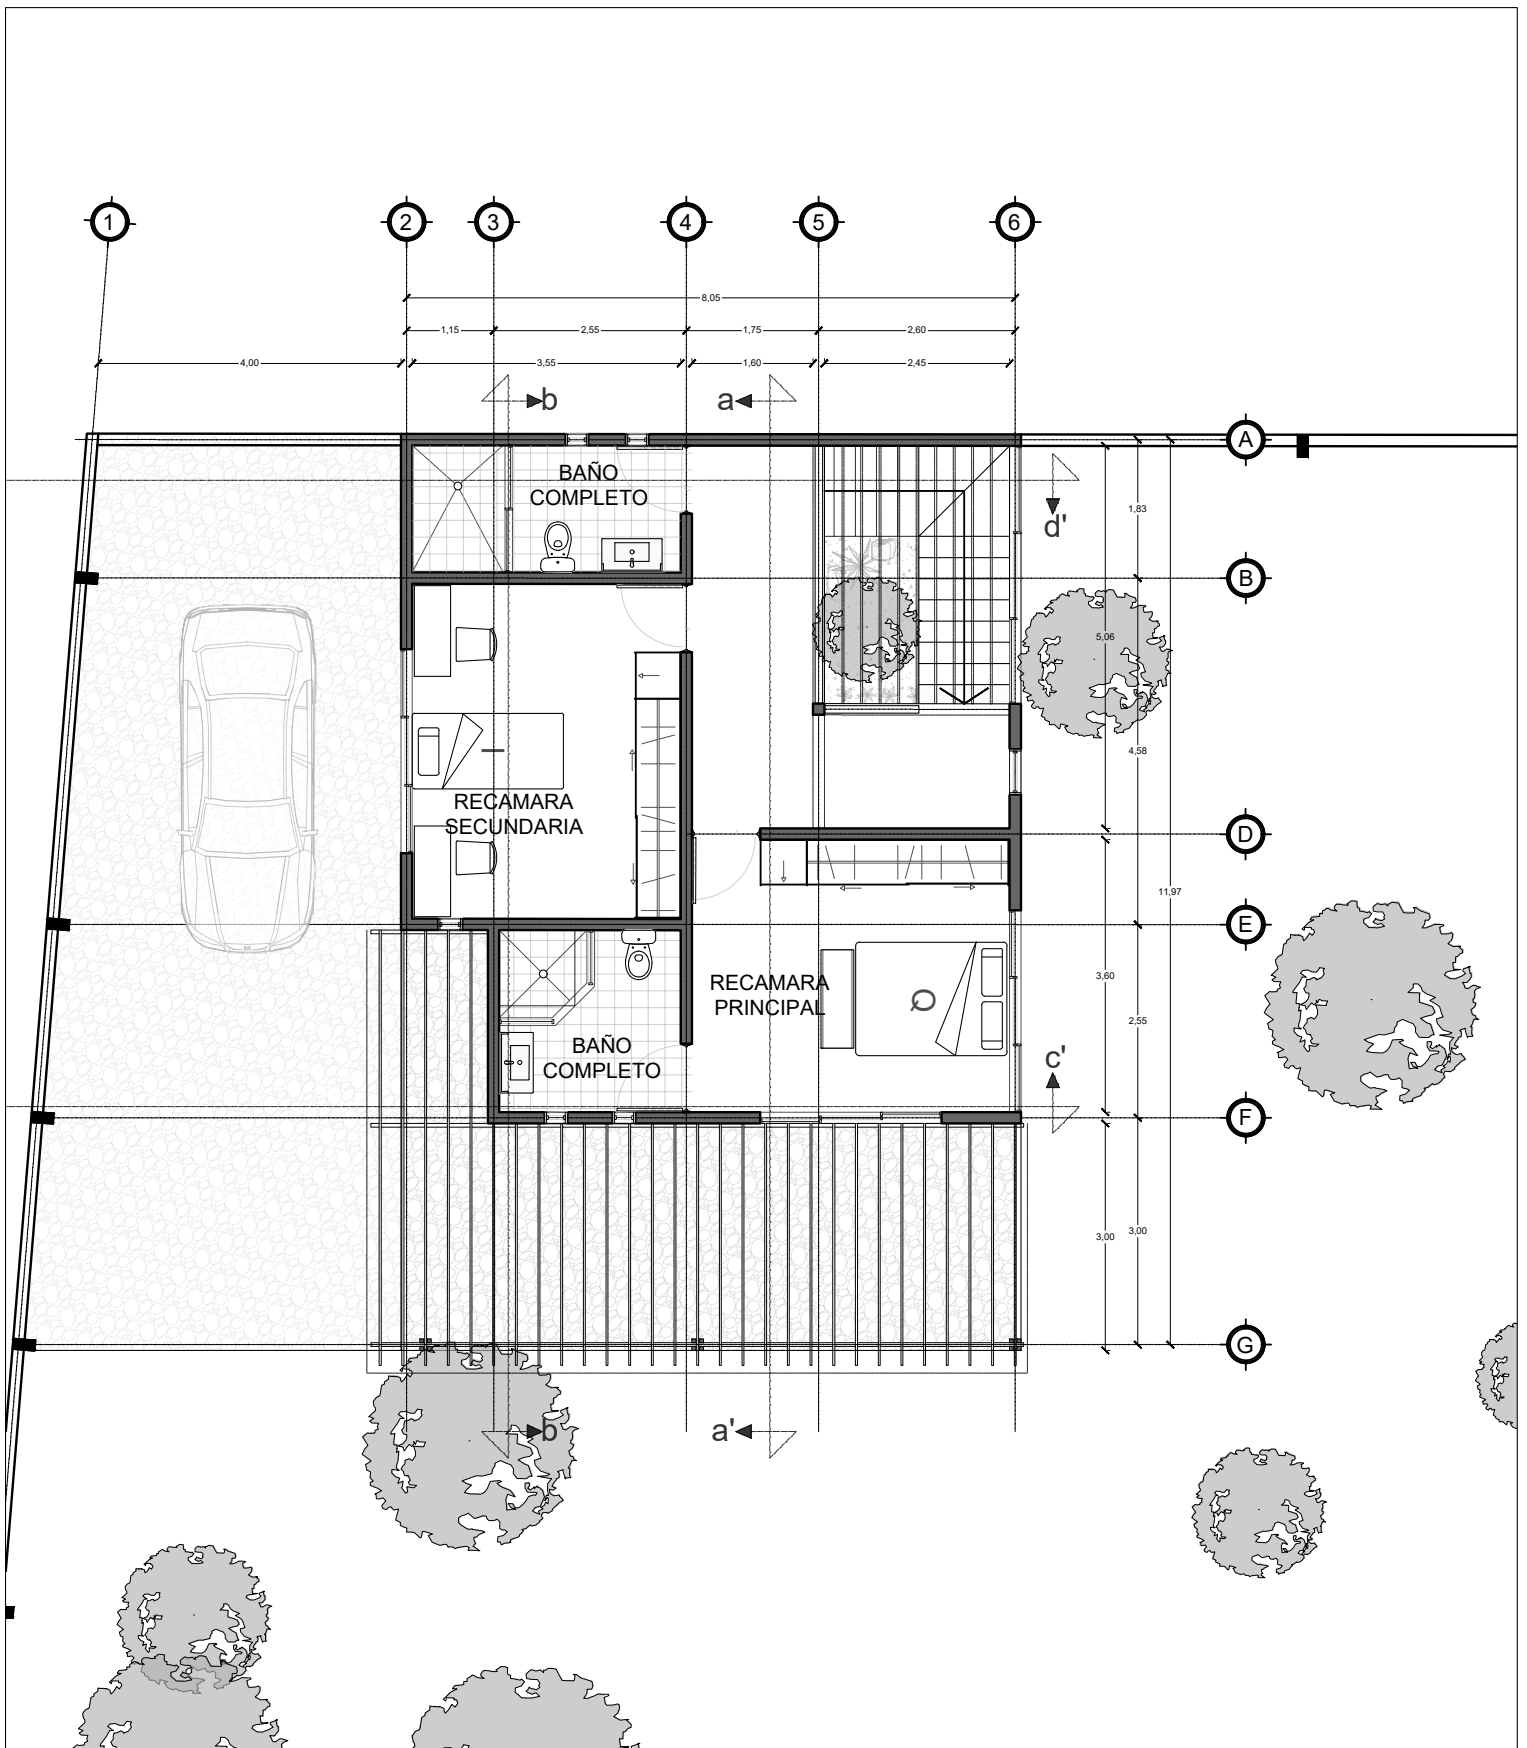 1
2
3
4
5
6
8,05
1,15
2,55
1,75
2,60
4,00
3,55
1,60
2,45
b
a
A
BAÑO
COMPLETO
d'
1,83
B
5,06
4,58
RECAMARA
SECUNDARIA
D
11,97
E
RECAMARA
PRINCIPAL
3,60
2,55
BAÑO
COMPLETO
c'
F
3,00
3,00
G
b'
a'